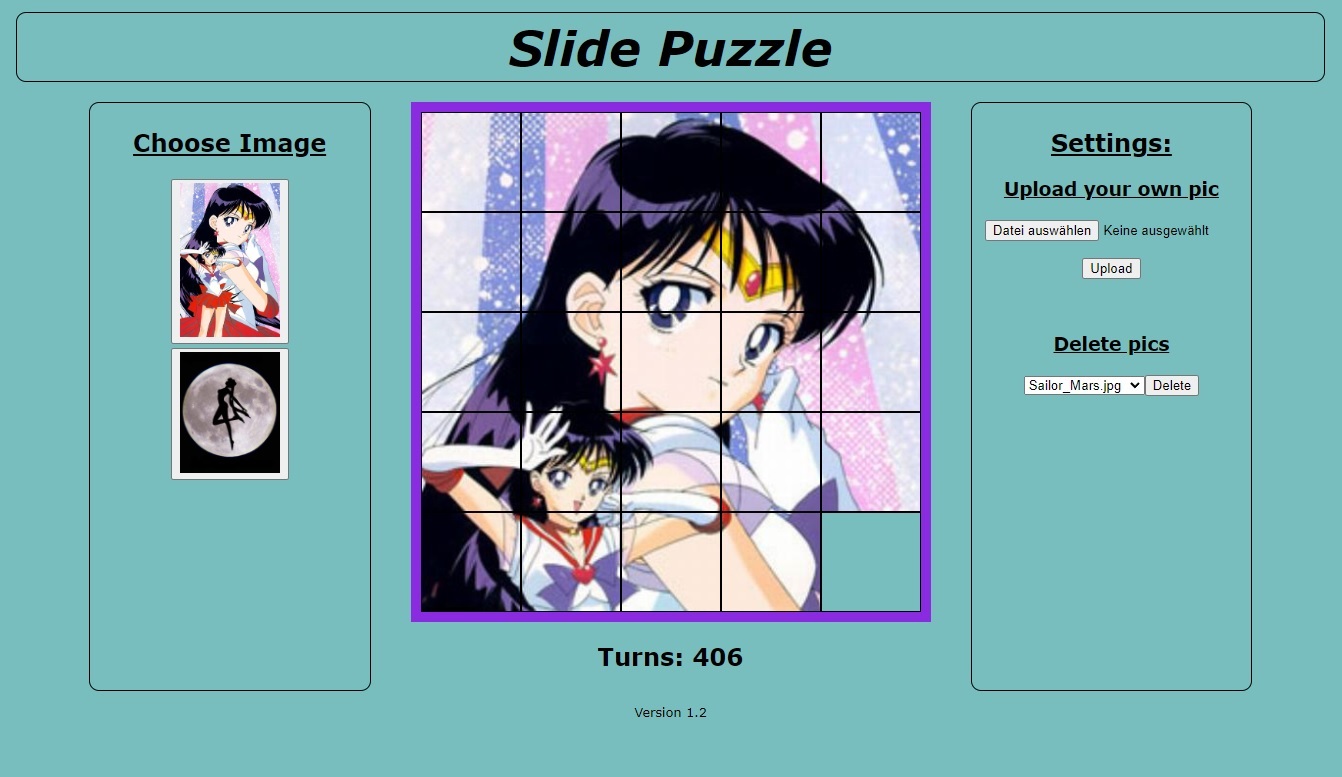 Slide Puzzle
Choose Image
Settings:
Upload your own pic
Datei auswählen Keine ausgewählt
Upload
Delete pics
Sailor_Mars.jpg Delete
Turns: 406
Version 1.2